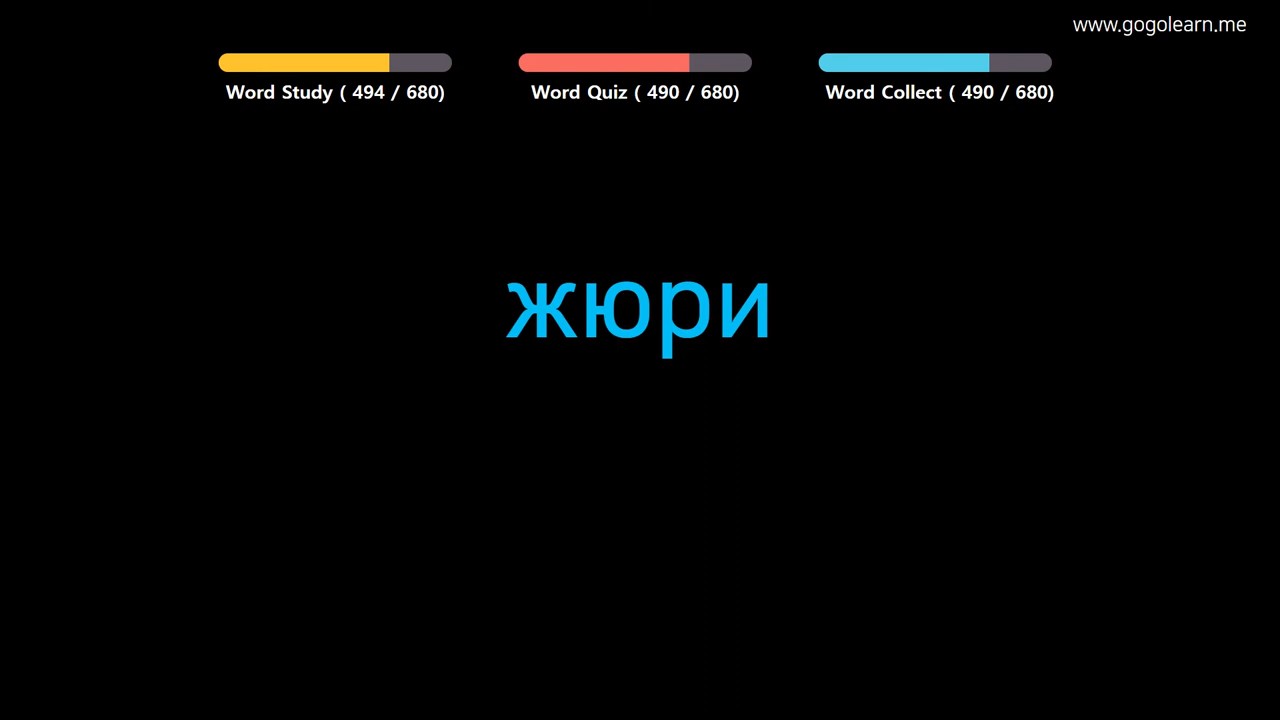 www.gogolearn.me
Word Study ( 494 / 680)
Word Quiz ( 490 / 680)
Word Collect ( 490 / 680)
жюри